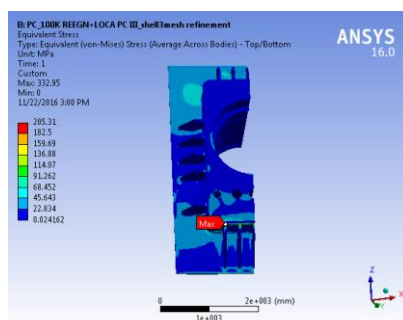 B: PC_100K REEGN+LOCA PC III_shell3mesh refinement
Equivalent Stress
Type: Equivalent (von-Mises) Stress (Average Across Bodies) - Top/Bottom
Unit: MPa
Time: 1
Custom
Max: 332.95
Min: 0
11/22/2016 3:00 PM
ANSYS
16.0
205.31
182.5
159.69
136.88
114.07
91.262
68.452
45.643
22.834
0.024162
Max
0
2e+003 (mm)
1e+003
Z
X
Y